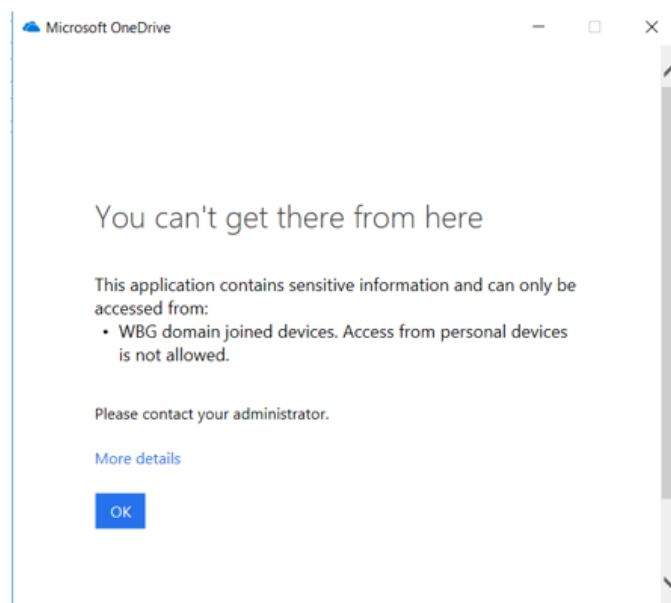 Microsoft OneDrive
You can't get there from here
This application contains sensitive information and can only be
accessed from:
• WBG domain joined devices. Access from personal devices
is not allowed.
Please contact your administrator.
More details
OK